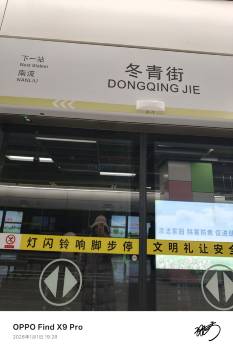 下一站
Next Station
南流
NANLIU
冬青街
DONGQING JIE
灯闪铃响脚步停 文明礼让安全
OPPO Find X9 Pro